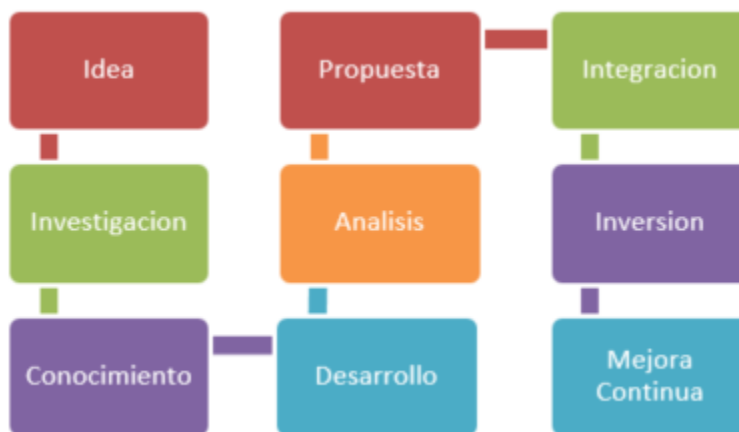 Idea
Investigacion
Conocimiento
Desarrollo
Analisis
Propuesta
Integracion
Inversion
Mejora
Continua